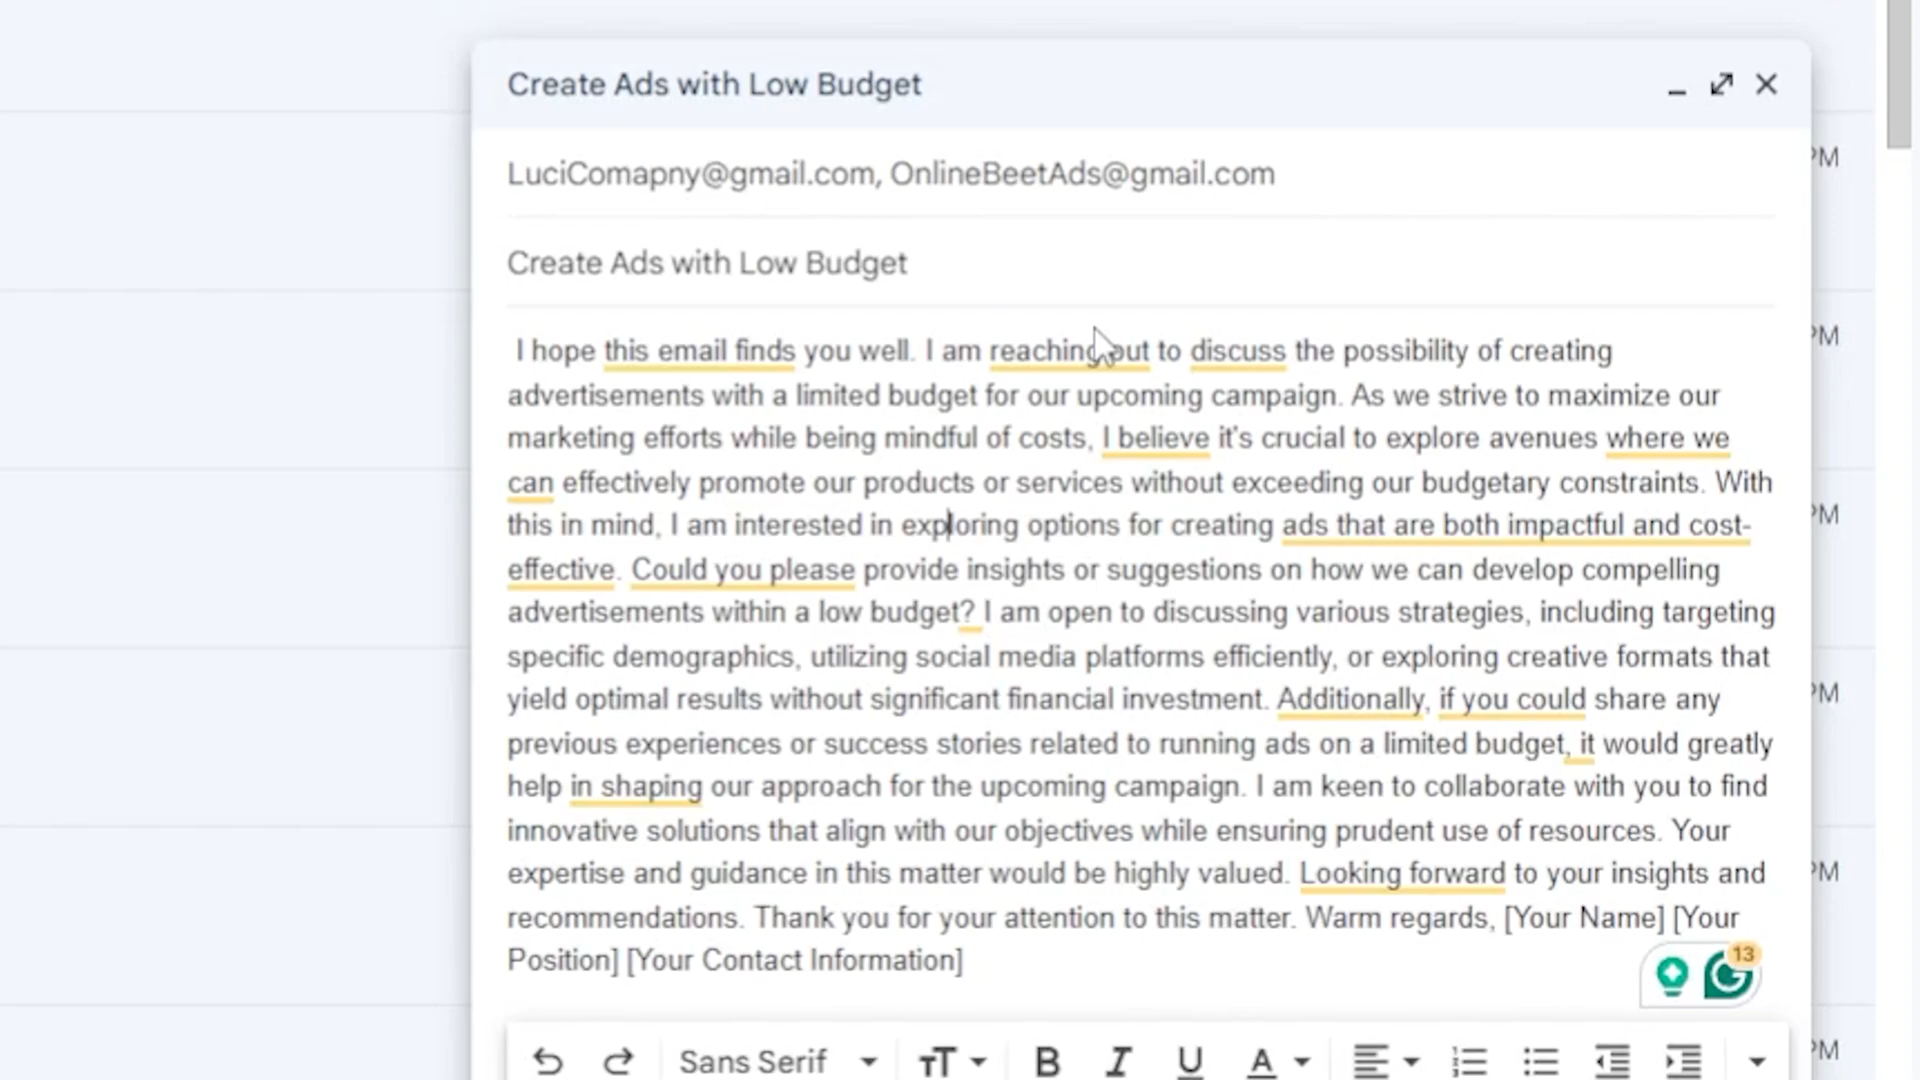 Create Ads with Low Budget
LuciComapny@gmail.com, OnlineBeetAds@gmail.com
Create Ads with Low Budget
I hope this email finds you well. I am reaching out to discuss the possibility of creating
advertisements with a limited budget for our upcoming campaign. As we strive to maximize our
marketing efforts while being mindful of costs, I believe it's crucial to explore avenues where we
can effectively promote our products or services without exceeding our budgetary constraints. With
this in mind, I am interested in exploring options for creating ads that are both impactful and cost-
effective. Could you please provide insights or suggestions on how we can develop compelling
advertisements within a low budget? I am open to discussing various strategies, including targeting
specific demographics, utilizing social media platforms efficiently, or exploring creative formats that
yield optimal results without significant financial investment. Additionally, if you could share any
previous experiences or success stories related to running ads on a limited budget, it would greatly
help in shaping our approach for the upcoming campaign. I am keen to collaborate with you to find
innovative solutions that align with our objectives while ensuring prudent use of resources. Your
expertise and guidance in this matter would be highly valued. Looking forward to your insights and
recommendations. Thank you for your attention to this matter. Warm regards, [Your Name] [Your
Position] [Your Contact Information]
13
Sans Serif
PM
PM
PM
PM
PM
PM